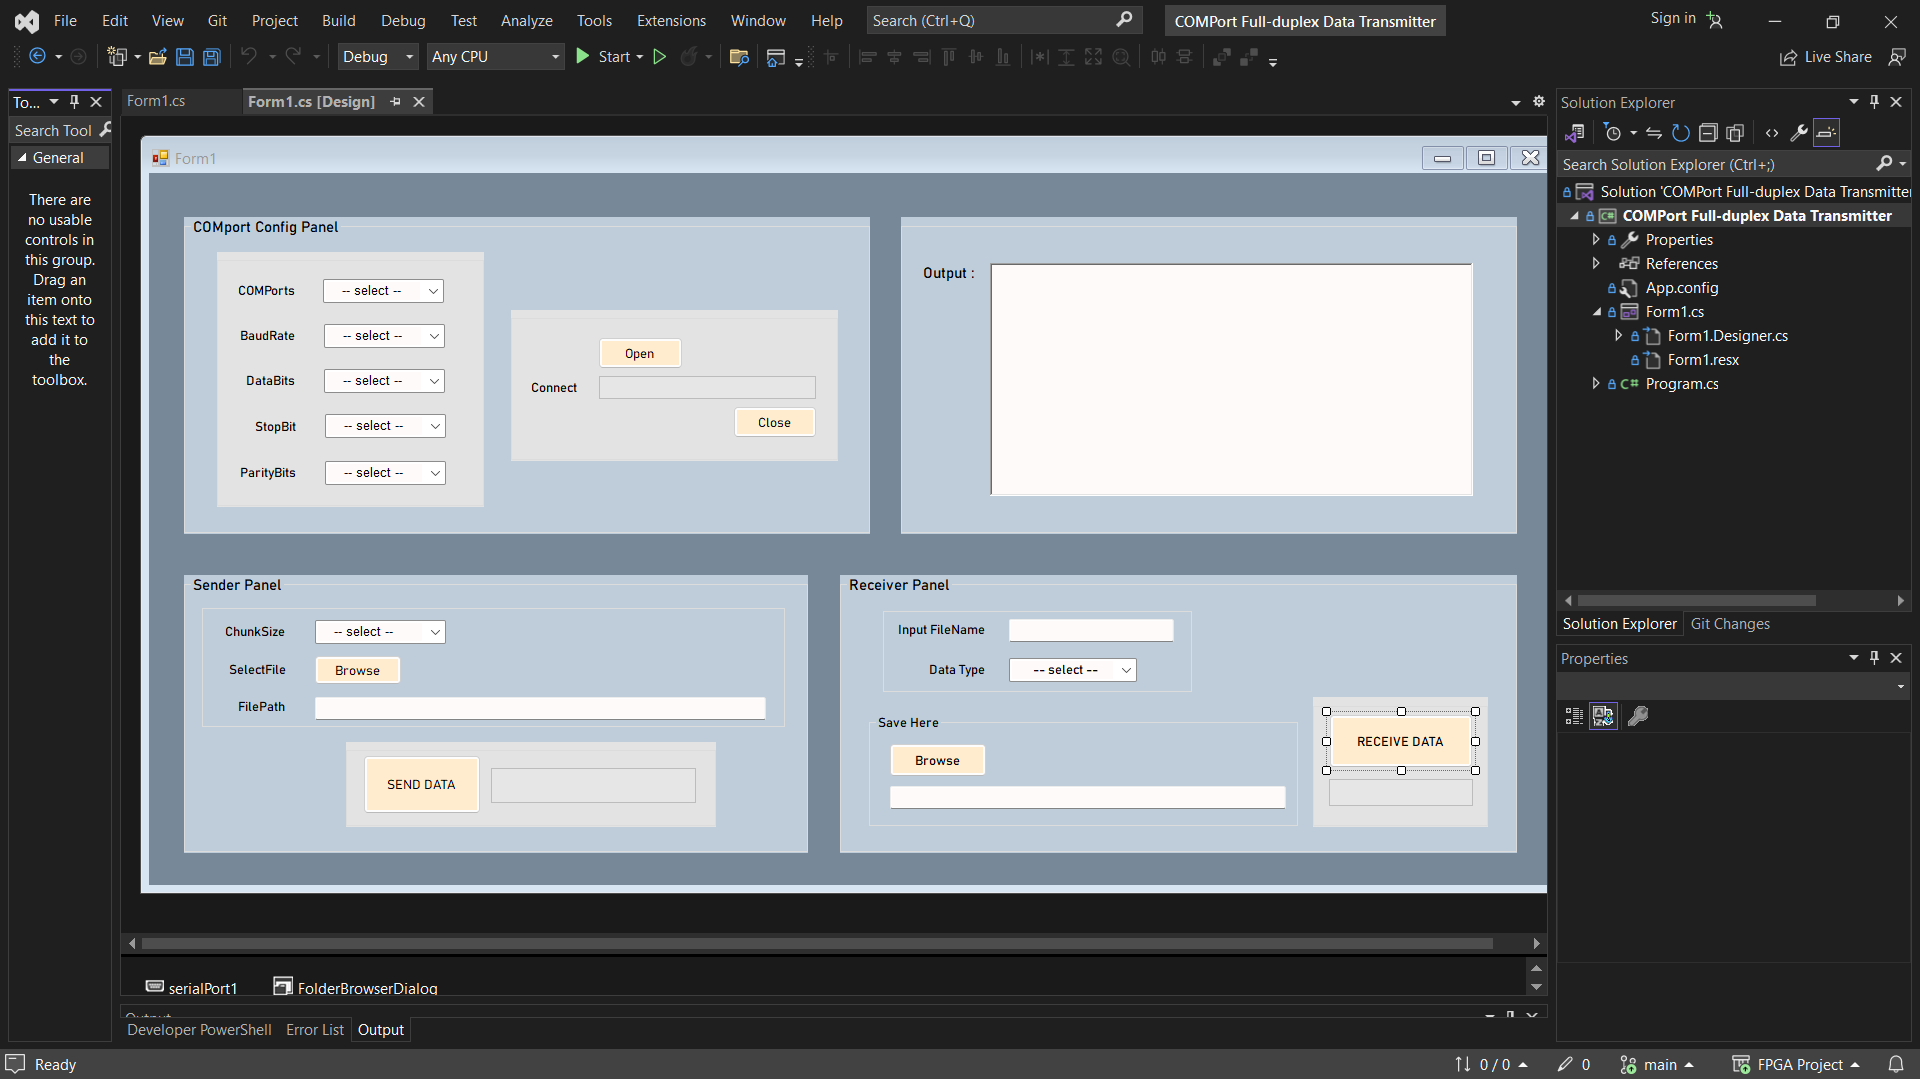 File Edit View Git Project Build Debug Test Analyze Tools Extensions Window Help Search (Ctrl+Q) COMPort Full-duplex Data Transmitter Sign in
Debug Any CPU Start Live Share
To... Form1.cs Form1.cs [Design] Solution Explorer
Search Tool
General
There are
no usable
controls in
this group.
Drag an
item onto
this text to
add it to
the
toolbox.
Form1
COMport Config Panel
COMPorts -- select --
BaudRate -- select --
DataBits -- select --
StopBit -- select --
ParityBits -- select --
Open
Connect
Close
Output :
Sender Panel
ChunkSize -- select --
SelectFile Browse
FilePath
SEND DATA
Receiver Panel
Input FileName
Data Type -- select --
Save Here
Browse
RECEIVE DATA
serialPort1 FolderBrowserDialog
Output
Developer PowerShell Error List Output
Search Solution Explorer (Ctrl+;)
Solution 'COMPort Full-duplex Data Transmitter
COMPort Full-duplex Data Transmitter
Properties
References
App.config
Form1.cs
Form1.Designer.cs
Form1.resx
C# Program.cs
Solution Explorer Git Changes
Properties
Ready 0 / 0 0 main FPGA Project